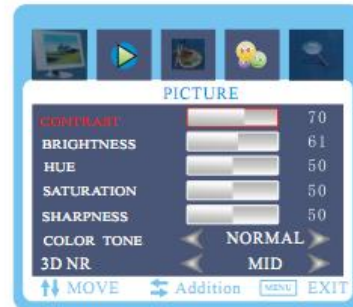 PICTURE
CONTRAST 70
BRIGHTNESS 61
HUE 50
SATURATION 50
SHARPNESS 50
COLOR TONE NORMAL
3D NR MID
MOVE Addition MENU EXIT